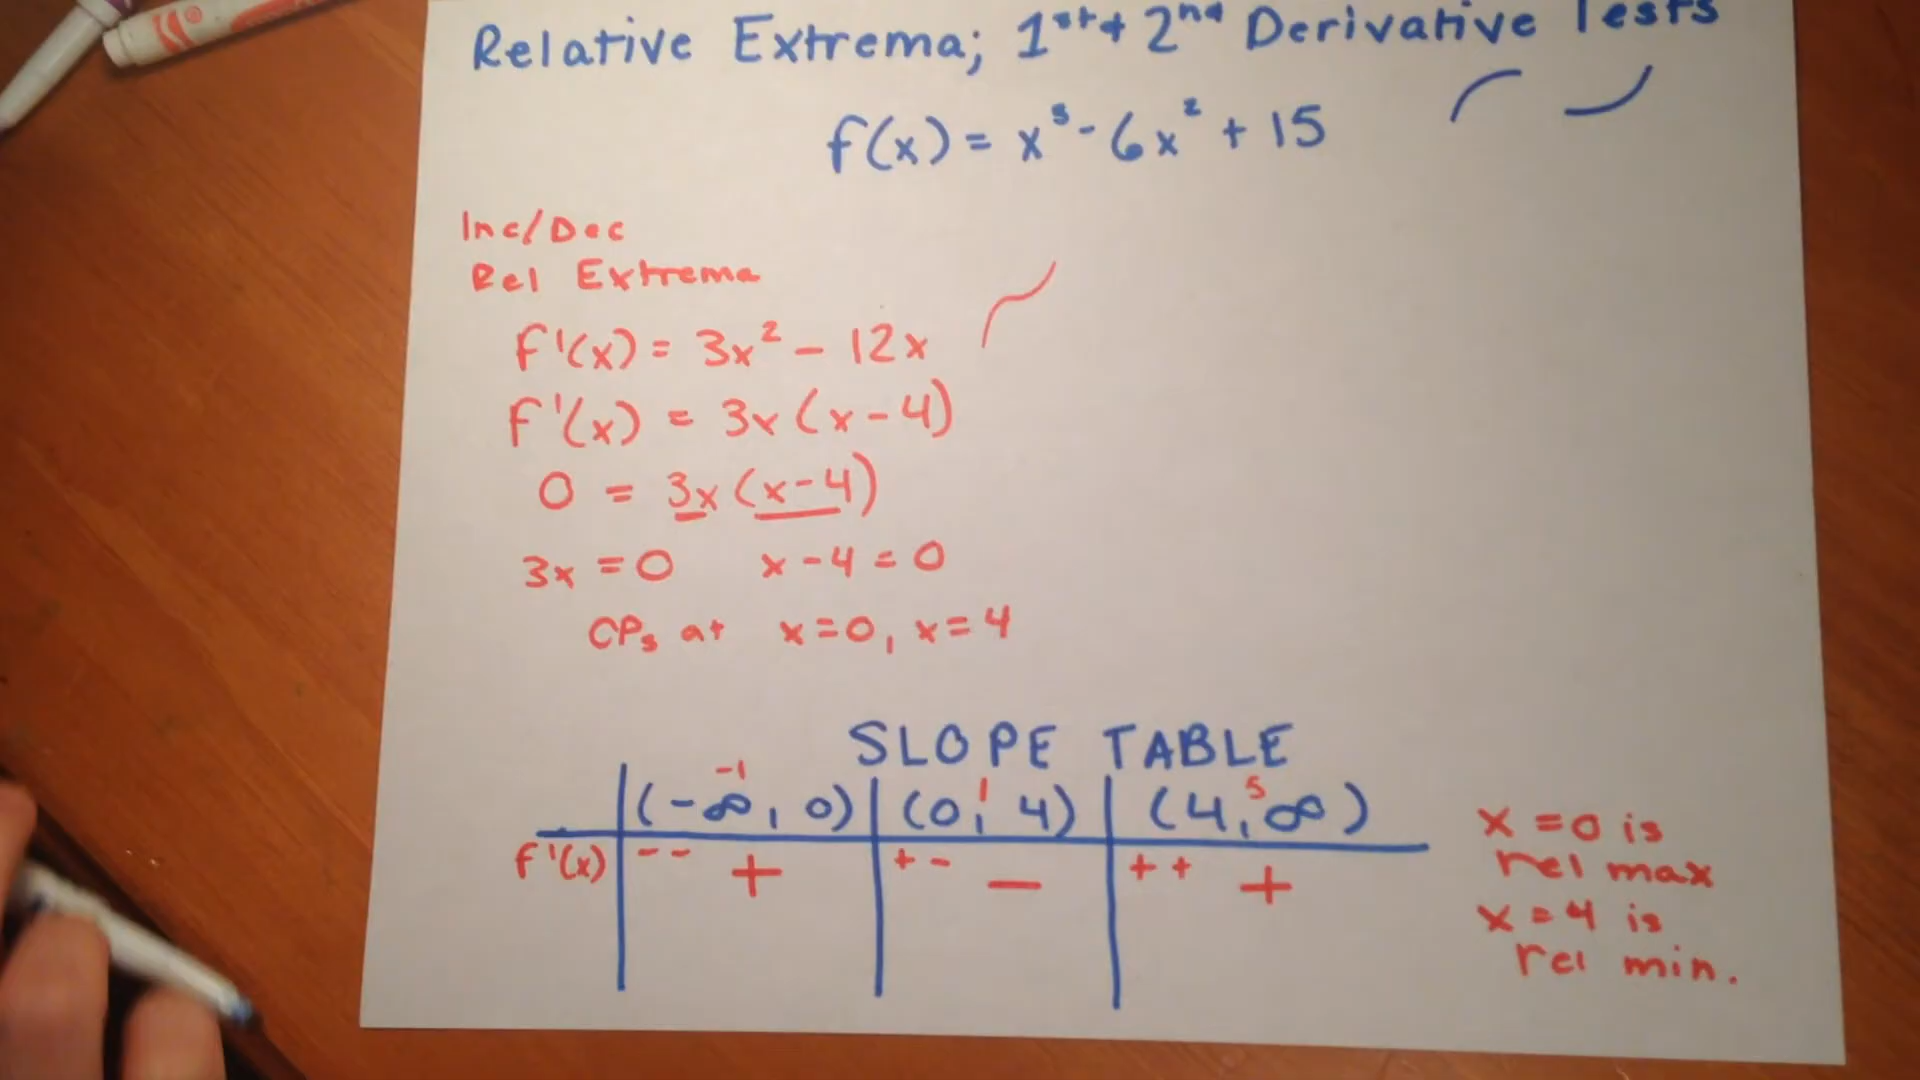 Relative Extrema; 1st + 2nd Derivative Tests
f(x) = x³ - 6x² + 15
Inc/Dec
Rel Extrema
f'(x) = 3x² - 12x
f'(x) = 3x(x-4)
0 = 3x(x-4)
3x = 0 x-4=0
CPs at x=0, x=4
SLOPE TABLE
-1 1 5
(-∞, 0) (0, 4) (4, ∞)
f'(x) - - + + - - + + +
x = 0 is
rel max
x = 4 is
rel min.